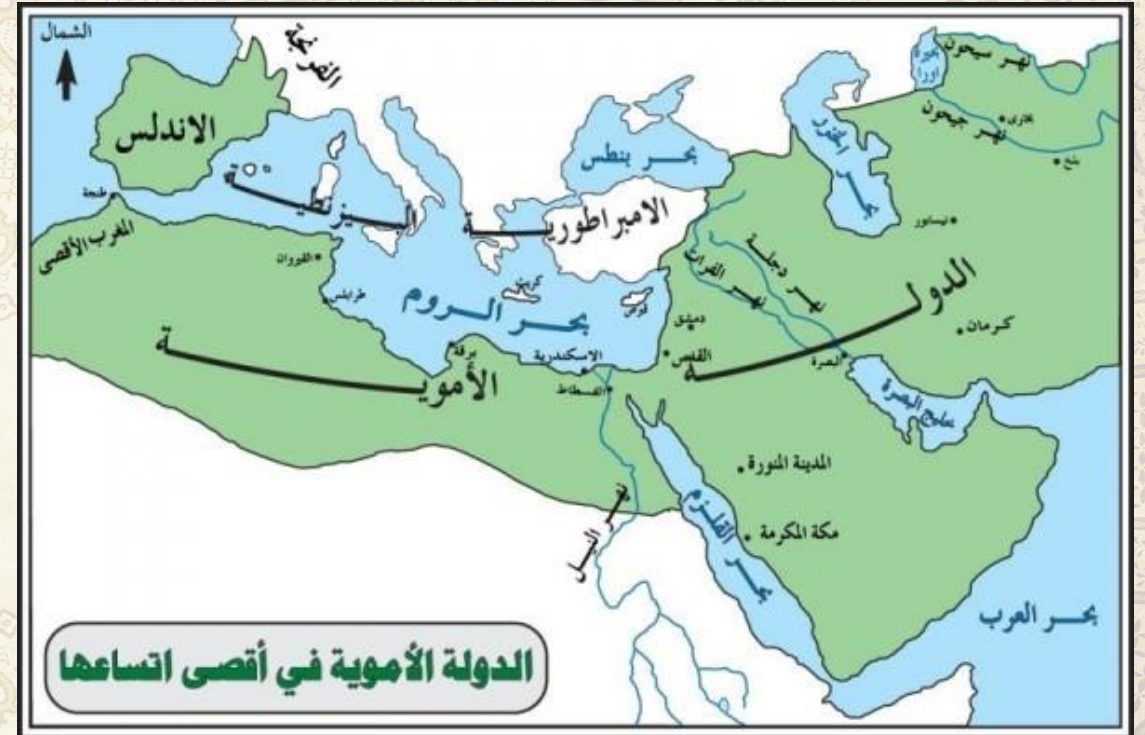 الشمال
الفرنجة
الاندلس
طنجة
المغرب الأقصى
القيروان
طرابلس
برقة
الاسكندرية
الفسطاط
الامبراطورية
البيزنطية
بحر بنطس
بحر الروم
كريت
قبرص
بحر الخزر
بحيرة
اورا
نهر سيحون
نهر جيحون
بخارى
بلخ
نيسابور
كرمان
نهر دجلة
نهر الفرات
دمشق
القدس
البصرة
خليج البصرة
الدولة
الأموية
المدينة المنورة
مكة المكرمة
بحر القلزم
نهر النيل
بحر العرب
الدولة الأموية في أقصى اتساعها